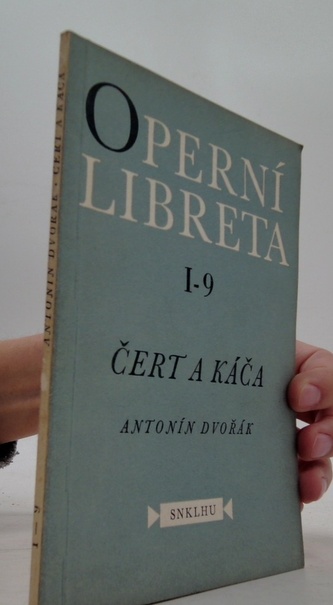 OPERNÍ
LIBRETA
I-9
ČERT A KÁČA
ANTONÍN DVOŘÁK
SNKLHU
ANTONÍN DVOŘÁK - ČERT A KÁČA
I-9